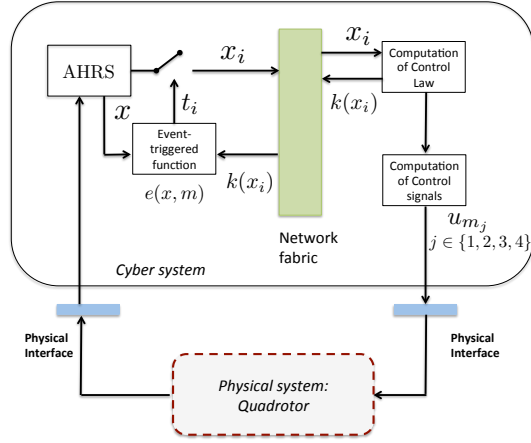 AHRS
x_i
x_i
Computation
of Control
Law
k(x_i)
x
t_i
Event-
triggered
function
e(x, m)
k(x_i)
Computation
of Control
signals
u_{m_j}
j ∈ {1, 2, 3, 4}
Network
fabric
Cyber system
Physical
Interface
Physical
Interface
Physical system:
Quadrotor